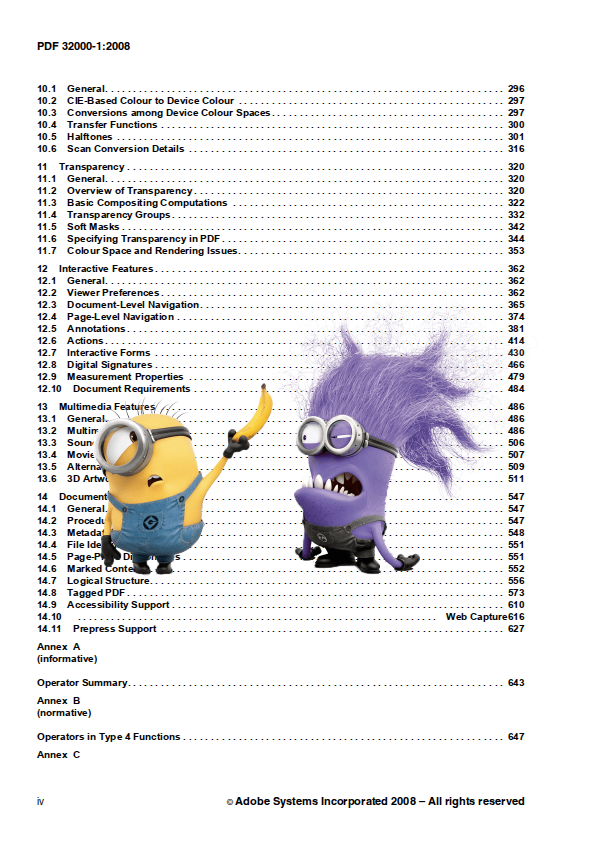 PDF 32000-1:2008
10.1 General. . . . . . . . . . . . . . . . . . . . 296
10.2 CIE-Based Colour to Device Colour . . . . . . . . . . . . . . . . . . . . 297
10.3 Conversions among Device Colour Spaces . . . . . . . . . . . . . . . . . . . . 297
10.4 Transfer Functions . . . . . . . . . . . . . . . . . . . . 300
10.5 Halftones . . . . . . . . . . . . . . . . . . . . 301
10.6 Scan Conversion Details . . . . . . . . . . . . . . . . . . . . 316
11 Transparency . . . . . . . . . . . . . . . . . . . . 320
11.1 General. . . . . . . . . . . . . . . . . . . . 320
11.2 Overview of Transparency . . . . . . . . . . . . . . . . . . . . 320
11.3 Basic Compositing Computations . . . . . . . . . . . . . . . . . . . . 322
11.4 Transparency Groups . . . . . . . . . . . . . . . . . . . . 332
11.5 Soft Masks . . . . . . . . . . . . . . . . . . . . 342
11.6 Specifying Transparency in PDF . . . . . . . . . . . . . . . . . . . . 344
11.7 Colour Space and Rendering Issues. . . . . . . . . . . . . . . . . . . . 353
12 Interactive Features . . . . . . . . . . . . . . . . . . . . 362
12.1 General. . . . . . . . . . . . . . . . . . . . 362
12.2 Viewer Preferences . . . . . . . . . . . . . . . . . . . . 362
12.3 Document-Level Navigation . . . . . . . . . . . . . . . . . . . . 365
12.4 Page-Level Navigation . . . . . . . . . . . . . . . . . . . . 374
12.5 Annotations . . . . . . . . . . . . . . . . . . . . 381
12.6 Actions . . . . . . . . . . . . . . . . . . . . 414
12.7 Interactive Forms . . . . . . . . . . . . . . . . . . . . 430
12.8 Digital Signatures . . . . . . . . . . . . . . . . . . . . 466
12.9 Measurement Properties . . . . . . . . . . . . . . . . . . . . 479
12.10 Document Requirements . . . . . . . . . . . . . . . . . . . . 484
13 Multimedia Features . . . . . . . . . . . . . . . . . . . . 486
13.1 General. . . . . . . . . . . . . . . . . . . . 486
13.2 . . . . . . . . . . . . . . . . . . . . 486
13.3 . . . . . . . . . . . . . . . . . . . . 506
13.4 . . . . . . . . . . . . . . . . . . . . 507
13.5 . . . . . . . . . . . . . . . . . . . . 509
13.6 3D . . . . . . . . . . . . . . . . . . . . 511
14 Document . . . . . . . . . . . . . . . . . . . . 547
14.1 General. . . . . . . . . . . . . . . . . . . . 547
14.2 . . . . . . . . . . . . . . . . . . . . 547
14.3 . . . . . . . . . . . . . . . . . . . . 548
14.4 File . . . . . . . . . . . . . . . . . . . . 551
14.5 . . . . . . . . . . . . . . . . . . . . 551
14.6 Marked . . . . . . . . . . . . . . . . . . . . 552
14.7 Logical Structure. . . . . . . . . . . . . . . . . . . . 556
14.8 Tagged PDF . . . . . . . . . . . . . . . . . . . . 573
14.9 Accessibility Support . . . . . . . . . . . . . . . . . . . . 610
14.10 . . . . . . . . . . . . . . . . . . . . Web Capture616
14.11 Prepress Support . . . . . . . . . . . . . . . . . . . . 627
Annex A
(informative)
Operator Summary. . . . . . . . . . . . . . . . . . . . 643
Annex B
(normative)
Operators in Type 4 Functions . . . . . . . . . . . . . . . . . . . . 647
Annex C
iv © Adobe Systems Incorporated 2008 – All rights reserved